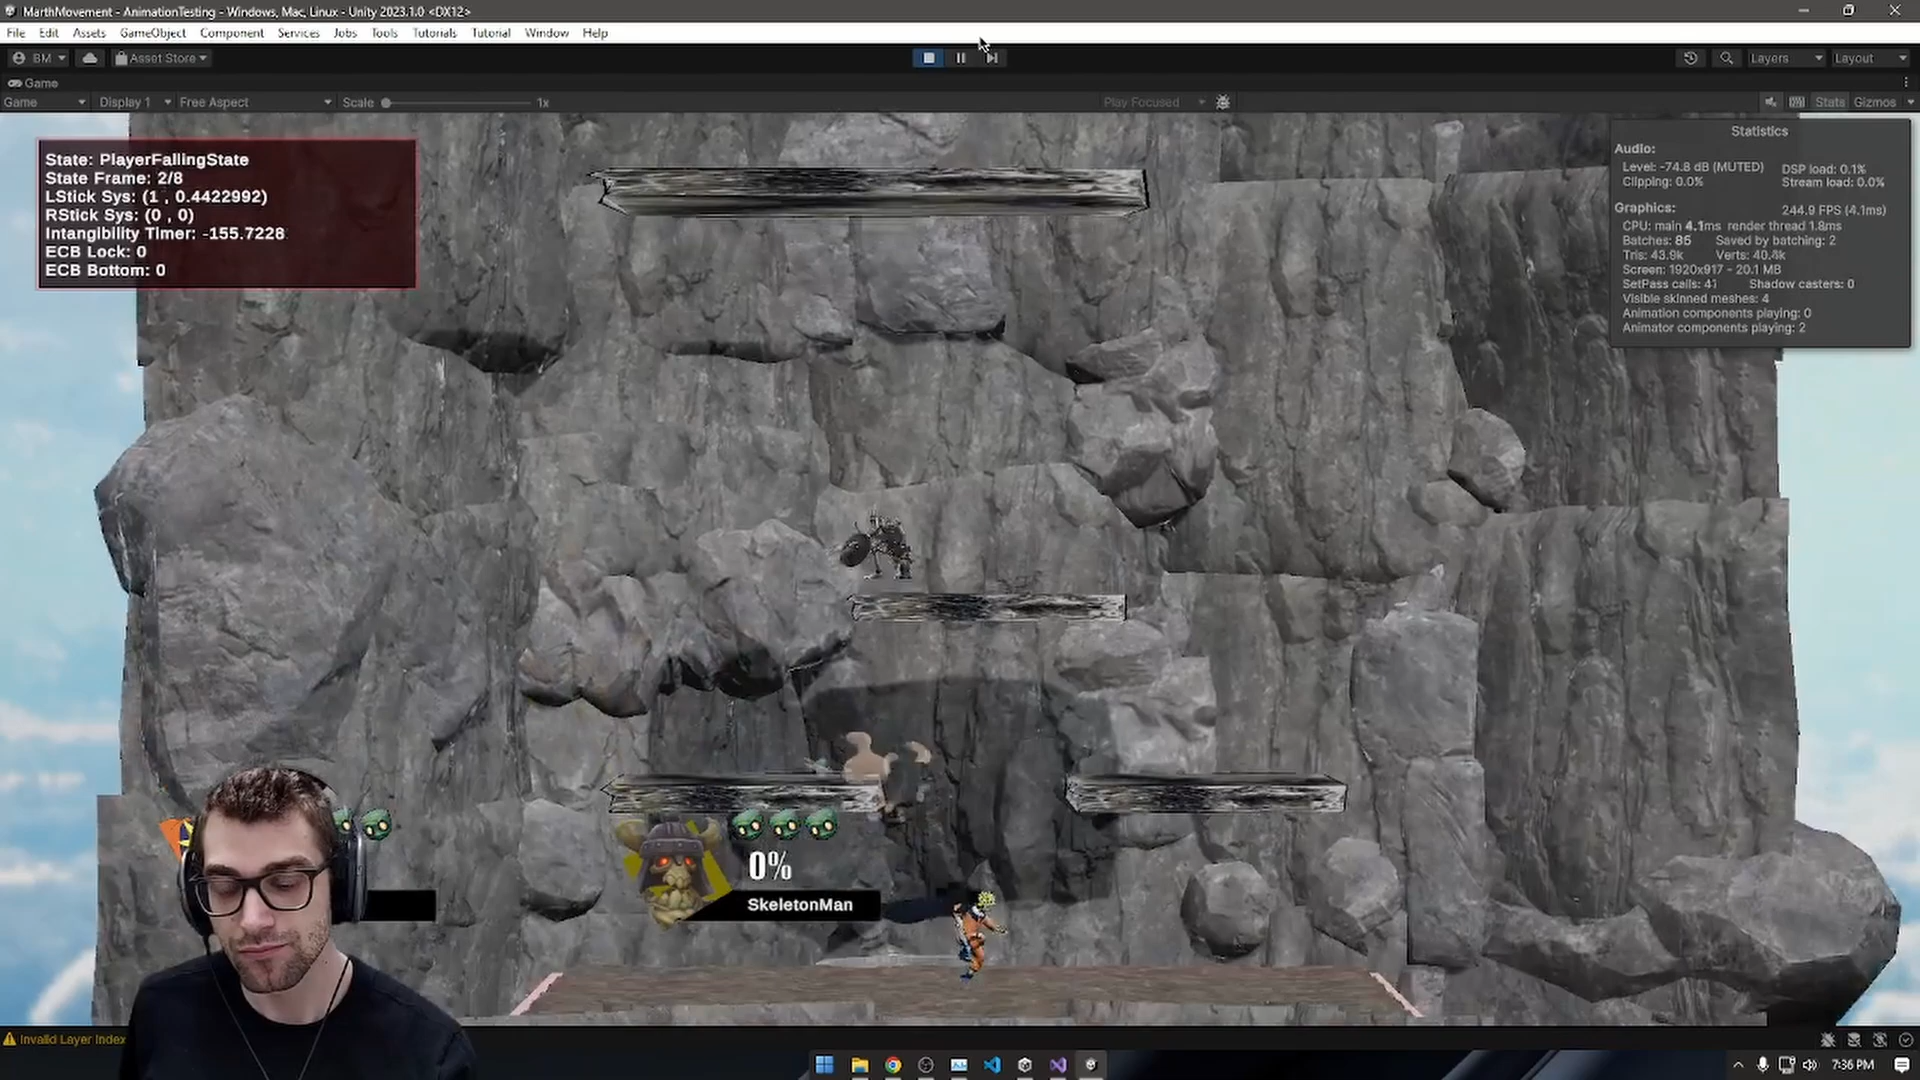 MarthMovement - AnimationTesting - Windows, Mac, Linux - Unity 2023.1.0 <DX12>
File Edit Assets GameObject Component Services Jobs Tools Tutorials Tutorial Window Help
BM Asset Store Layers Layout
Game
Game Display 1 Free Aspect Scale 1x Play Focused Stats Gizmos
State: PlayerFallingState
State Frame: 2/8
LStick Sys: (1 , 0.4422992)
RStick Sys: (0 , 0)
Intangibility Timer: -155.7228
ECB Lock: 0
ECB Bottom: 0
Statistics
Audio:
Level: -74.8 dB (MUTED) DSP load: 0.1%
Clipping: 0.0% Stream load: 0.0%
Graphics: 244.9 FPS (4.1ms)
CPU: main 4.1ms render thread 1.8ms
Batches: 85 Saved by batching: 2
Tris: 43.9k Verts: 40.4k
Screen: 1920x917 - 20.1 MB
SetPass calls: 41 Shadow casters: 0
Visible skinned meshes: 4
Animation components playing: 0
Animator components playing: 2
0%
SkeletonMan
Invalid Layer Index
7:36 PM